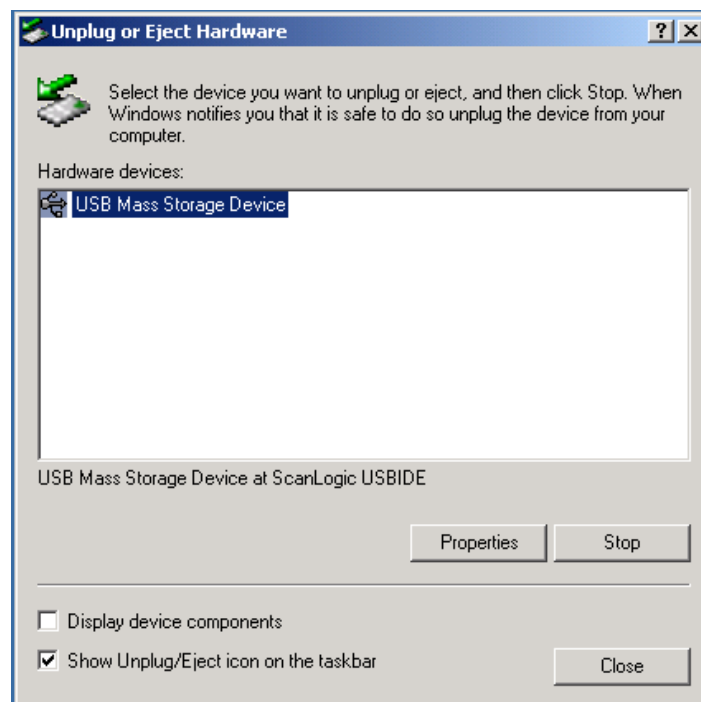 Unplug or Eject Hardware
Select the device you want to unplug or eject, and then click Stop. When
Windows notifies you that it is safe to do so unplug the device from your
computer.
Hardware devices:
USB Mass Storage Device
USB Mass Storage Device at ScanLogic USBIDE
Properties Stop
Display device components
Show Unplug/Eject icon on the taskbar
Close